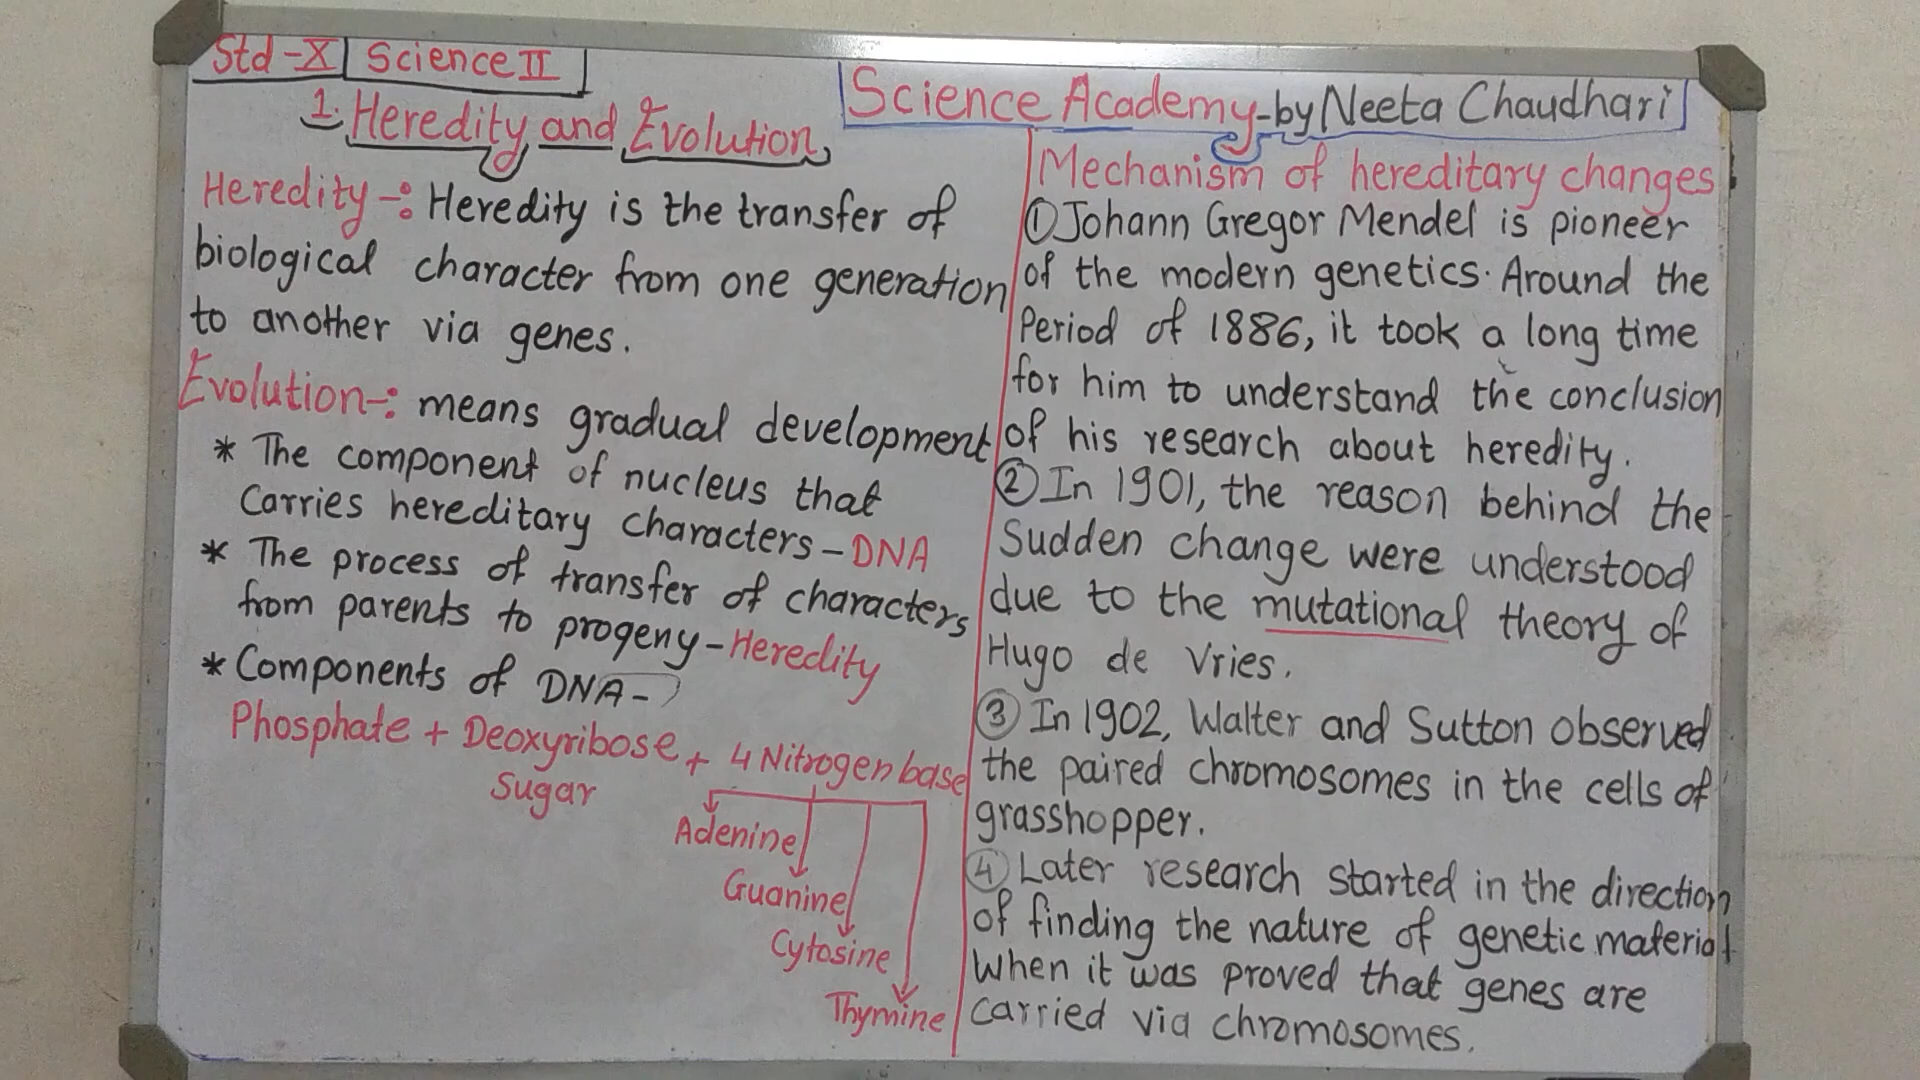 Std-X Science II
Science Academy-by Neeta Chaudhari
1. Heredity and Evolution
Heredity-: Heredity is the transfer of
biological character from one generation
to another via genes.
Evolution-: means gradual development
* The component of nucleus that
Carries hereditary characters-DNA
* The process of transfer of characters
from parents to progeny-Heredity
* Components of DNA-
Phosphate + Deoxyribose + 4 Nitrogen base
Sugar
Adenine
Guanine
Cytosine
Thymine
Mechanism of hereditary changes
① Johann Gregor Mendel is pioneer
of the modern genetics. Around the
Period of 1886, it took a long time
for him to understand the conclusion
of his research about heredity.
② In 1901, the reason behind the
Sudden change were understood
due to the mutational theory of
Hugo de Vries.
③ In 1902, Walter and Sutton observed
the paired chromosomes in the cells of
grasshopper.
④ Later research started in the direction
of finding the nature of genetic material
When it was proved that genes are
carried via chromosomes.